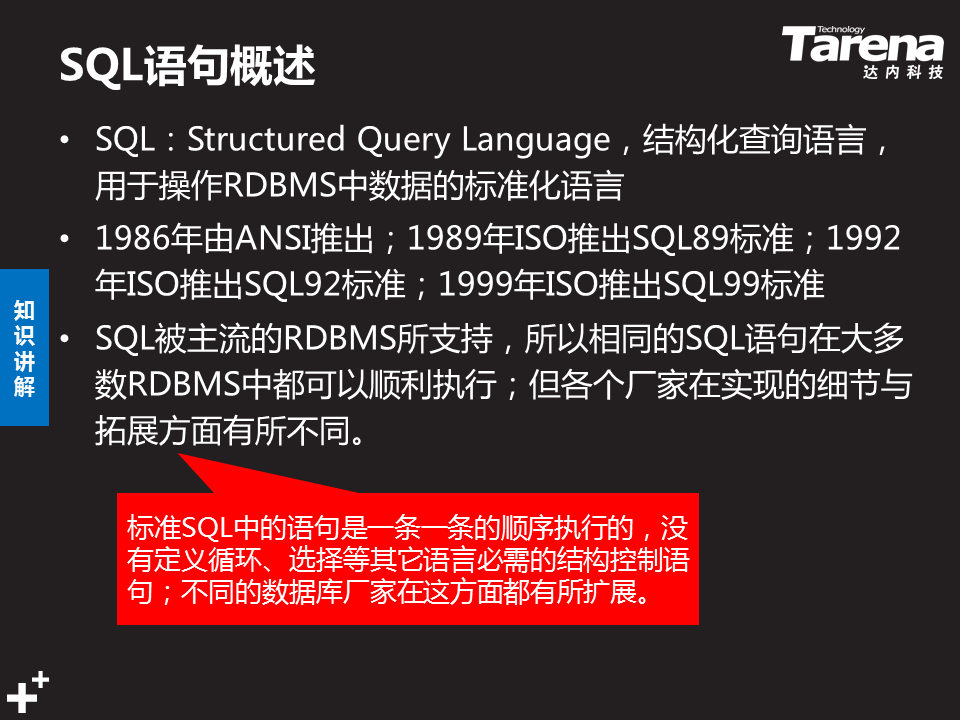 SQL语句概述
Technology
Tarena
达内科技
• SQL：Structured Query Language，结构化查询语言，
用于操作RDBMS中数据的标准化语言
• 1986年由ANSI推出；1989年ISO推出SQL89标准；1992
年ISO推出SQL92标准；1999年ISO推出SQL99标准
• SQL被主流的RDBMS所支持，所以相同的SQL语句在大多
数RDBMS中都可以顺利执行；但各个厂家在实现的细节与
拓展方面有所不同。
知识讲解
标准SQL中的语句是一条一条的顺序执行的，没
有定义循环、选择等其它语言必需的结构控制语
句；不同的数据库厂家在这方面都有所扩展。